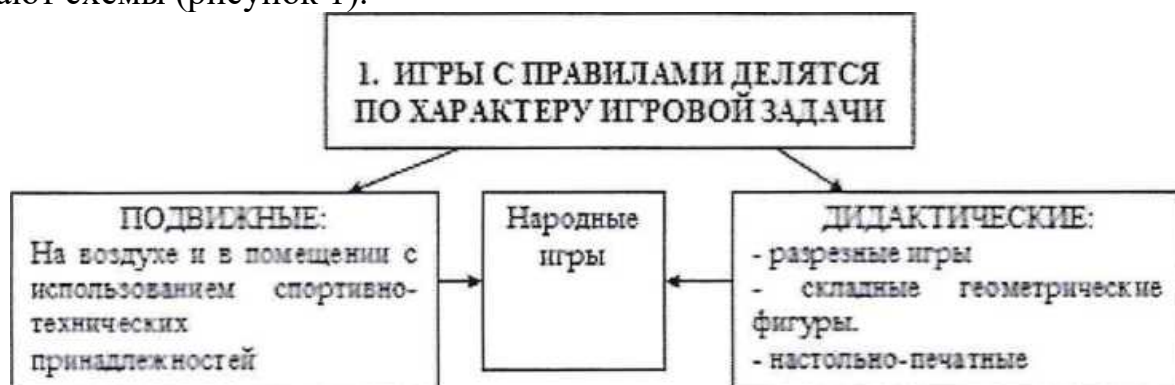 ают схемы (рисунок 1).
1. ИГРЫ С ПРАВИЛАМИ ДЕЛЯТСЯ
ПО ХАРАКТЕРУ ИГРОВОЙ ЗАДАЧИ
ПОДВИЖНЫЕ:
На воздухе и в помещении с
использованием спортивно-
технических
принадлежностей
Народные
игры
ДИДАКТИЧЕСКИЕ:
- разрезные игры
- складные геометрические
фигуры.
- настольно-печатные